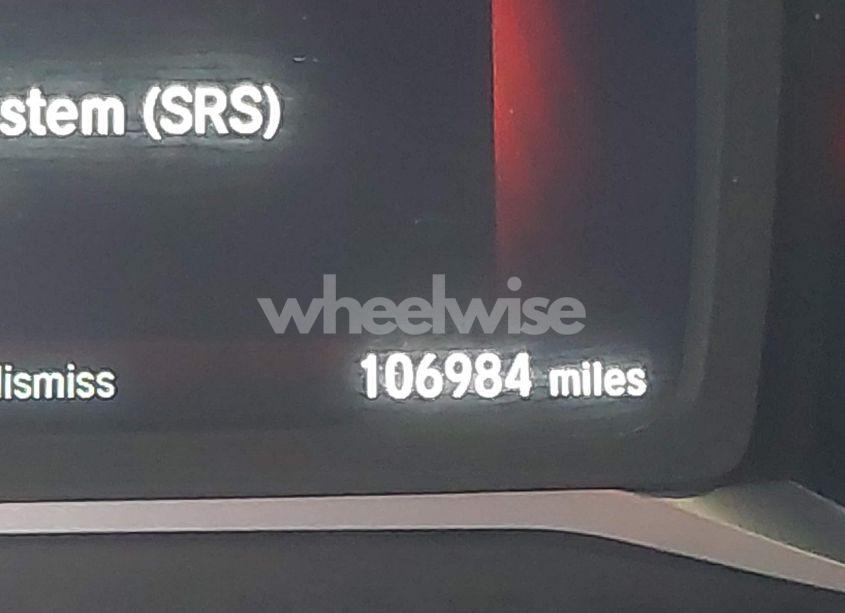 stem (SRS)
wheelwise
dismiss
106984 miles